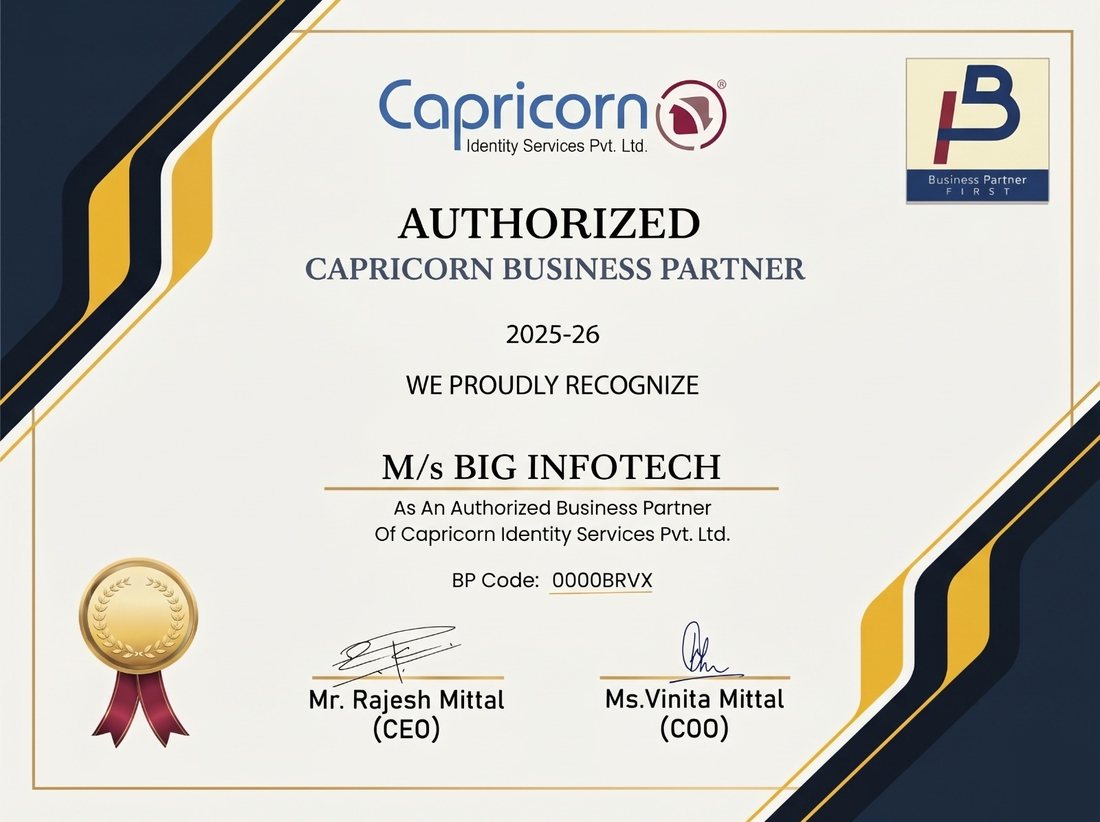 Capricorn®
Identity Services Pvt. Ltd.
B
Business Partner
FIRST
AUTHORIZED
CAPRICORN BUSINESS PARTNER
2025-26
WE PROUDLY RECOGNIZE
M/s BIG INFOTECH
As An Authorized Business Partner
Of Capricorn Identity Services Pvt. Ltd.
BP Code: 0000BRVX
Mr. Rajesh Mittal
(CEO)
Ms.Vinita Mittal
(COO)